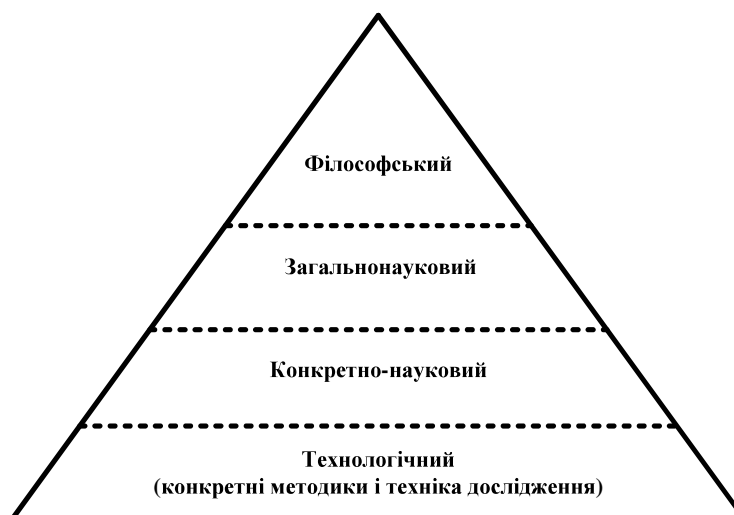 Філософський
Загальнонауковий
Конкретно-науковий
Технологічний
(конкретні методики і техніка дослідження)